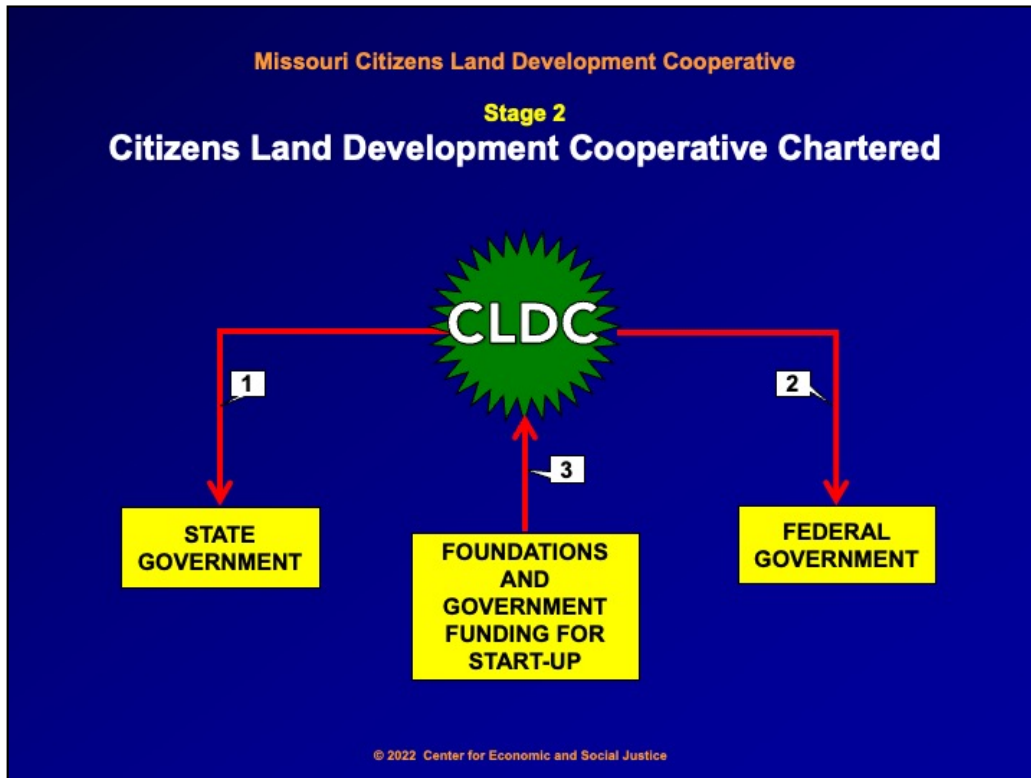 Missouri Citizens Land Development Cooperative
Stage 2
Citizens Land Development Cooperative Chartered
CLDC
1
2
3
STATE
GOVERNMENT
FOUNDATIONS
AND
GOVERNMENT
FUNDING FOR
START-UP
FEDERAL
GOVERNMENT
© 2022 Center for Economic and Social Justice